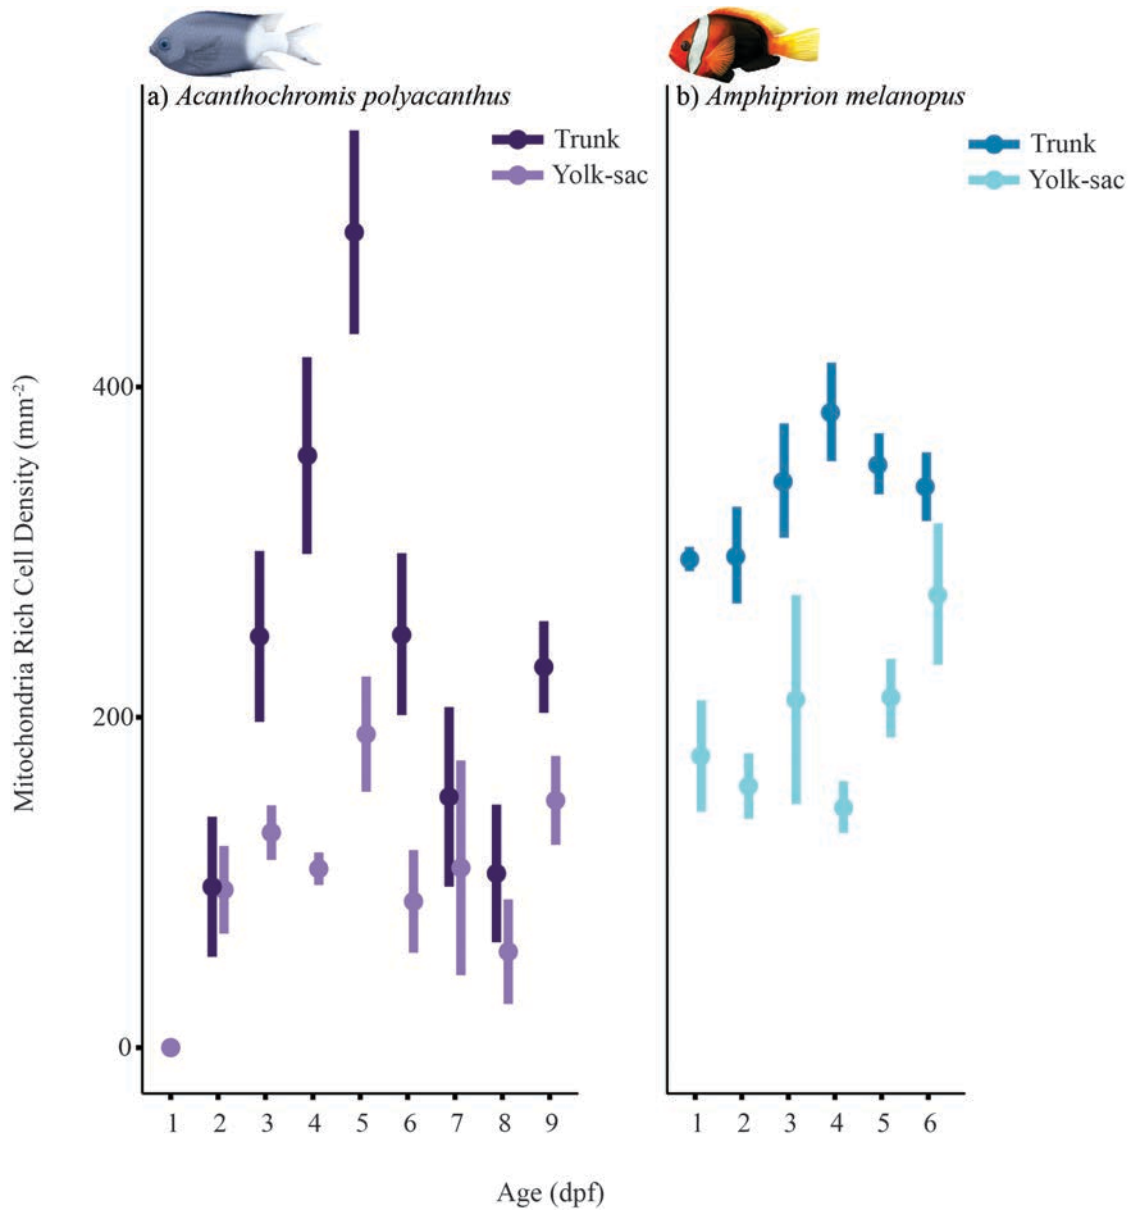 a) Acanthochromis polyacanthus
b) Amphiprion melanopus
Trunk
Yolk-sac
Trunk
Yolk-sac
Mitochondria Rich Cell Density (mm⁻²)
400
200
0
1 2 3 4 5 6 7 8 9
1 2 3 4 5 6
Age (dpf)